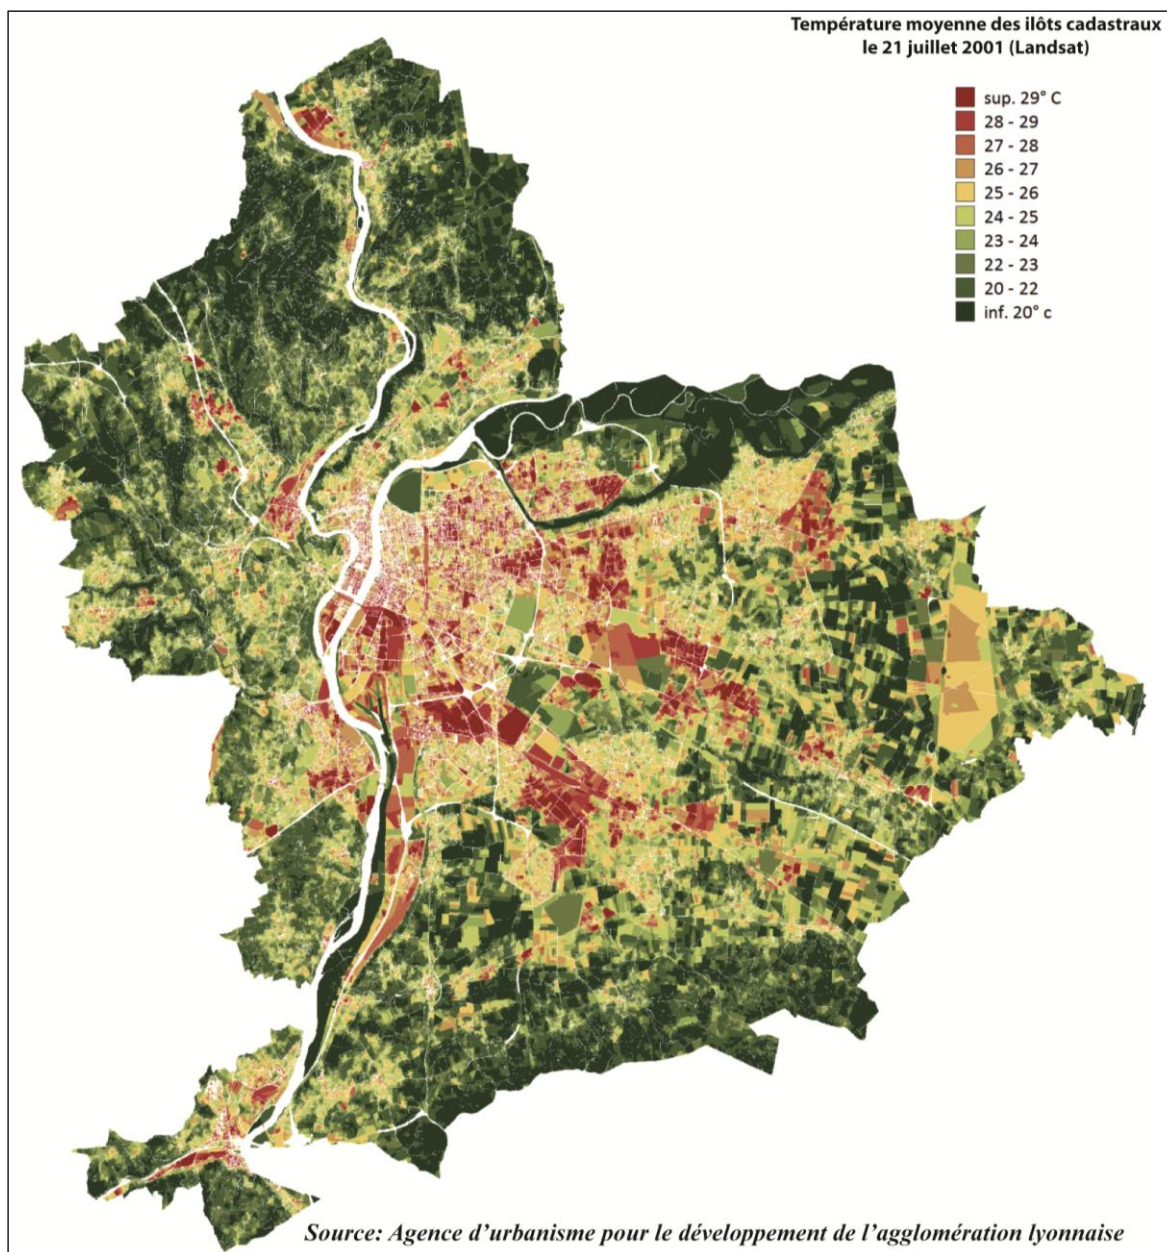 Température moyenne des ilôts cadastraux
le 21 juillet 2001 (Landsat)
sup. 29° C
28 - 29
27 - 28
26 - 27
25 - 26
24 - 25
23 - 24
22 - 23
20 - 22
inf. 20° c
Source: Agence d'urbanisme pour le développement de l'agglomération lyonnaise